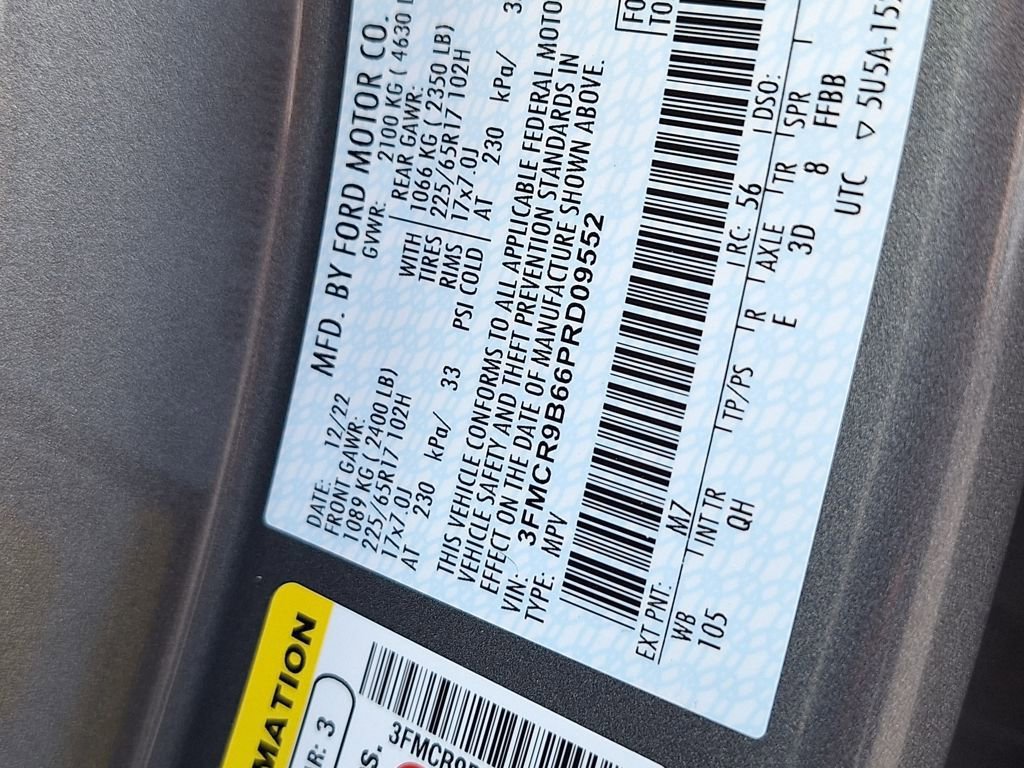 MFD. BY FORD MOTOR CO.
DATE: 12/22 GVWR: 2100 KG ( 4630
FRONT GAWR: REAR GAWR:
1089 KG ( 2400 LB) WITH 1066 KG ( 2350 LB)
225/65R17 102H TIRES 225/65R17 102H
17x7.0J RIMS 17x7.0J
AT 230 kPa/ 33 PSI COLD AT 230 kPa/
THIS VEHICLE CONFORMS TO ALL APPLICABLE FEDERAL MOTO
VEHICLE SAFETY AND THEFT PREVENTION STANDARDS IN
EFFECT ON THE DATE OF MANUFACTURE SHOWN ABOVE.
VIN: 3FMCR9B66PRD09552
TYPE: MPV
FO
TO
EXT PNT: M7 RC: 56 DSO:
WB INT TR TP/PS R AXLE TR SPR
105 QH E 3D 8 FFBB
UTC ▽ 5U5A-15
MATION
R: 3
S.
3FMCR9